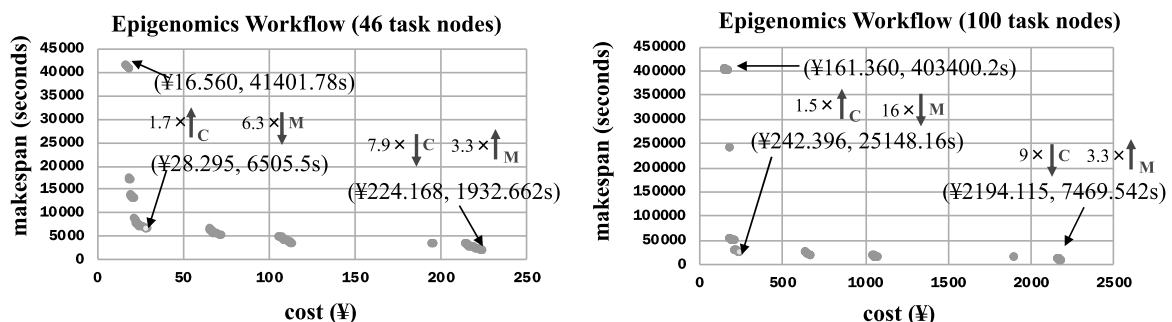 Epigenomics Workflow (46 task nodes)
makespan (seconds)
45000
40000
35000
30000
25000
20000
15000
10000
5000
0
0 50 100 150 200 250
cost (¥)
(¥16.560, 41401.78s)
1.7× C 6.3× M
7.9× C 3.3× M
(¥28.295, 6505.5s)
(¥224.168, 1932.662s)
Epigenomics Workflow (100 task nodes)
makespan (seconds)
450000
400000
350000
300000
250000
200000
150000
100000
50000
0
0 500 1000 1500 2000 2500
cost (¥)
(¥161.360, 403400.2s)
1.5× C 16× M
(¥242.396, 25148.16s)
9× C 3.3× M
(¥2194.115, 7469.542s)